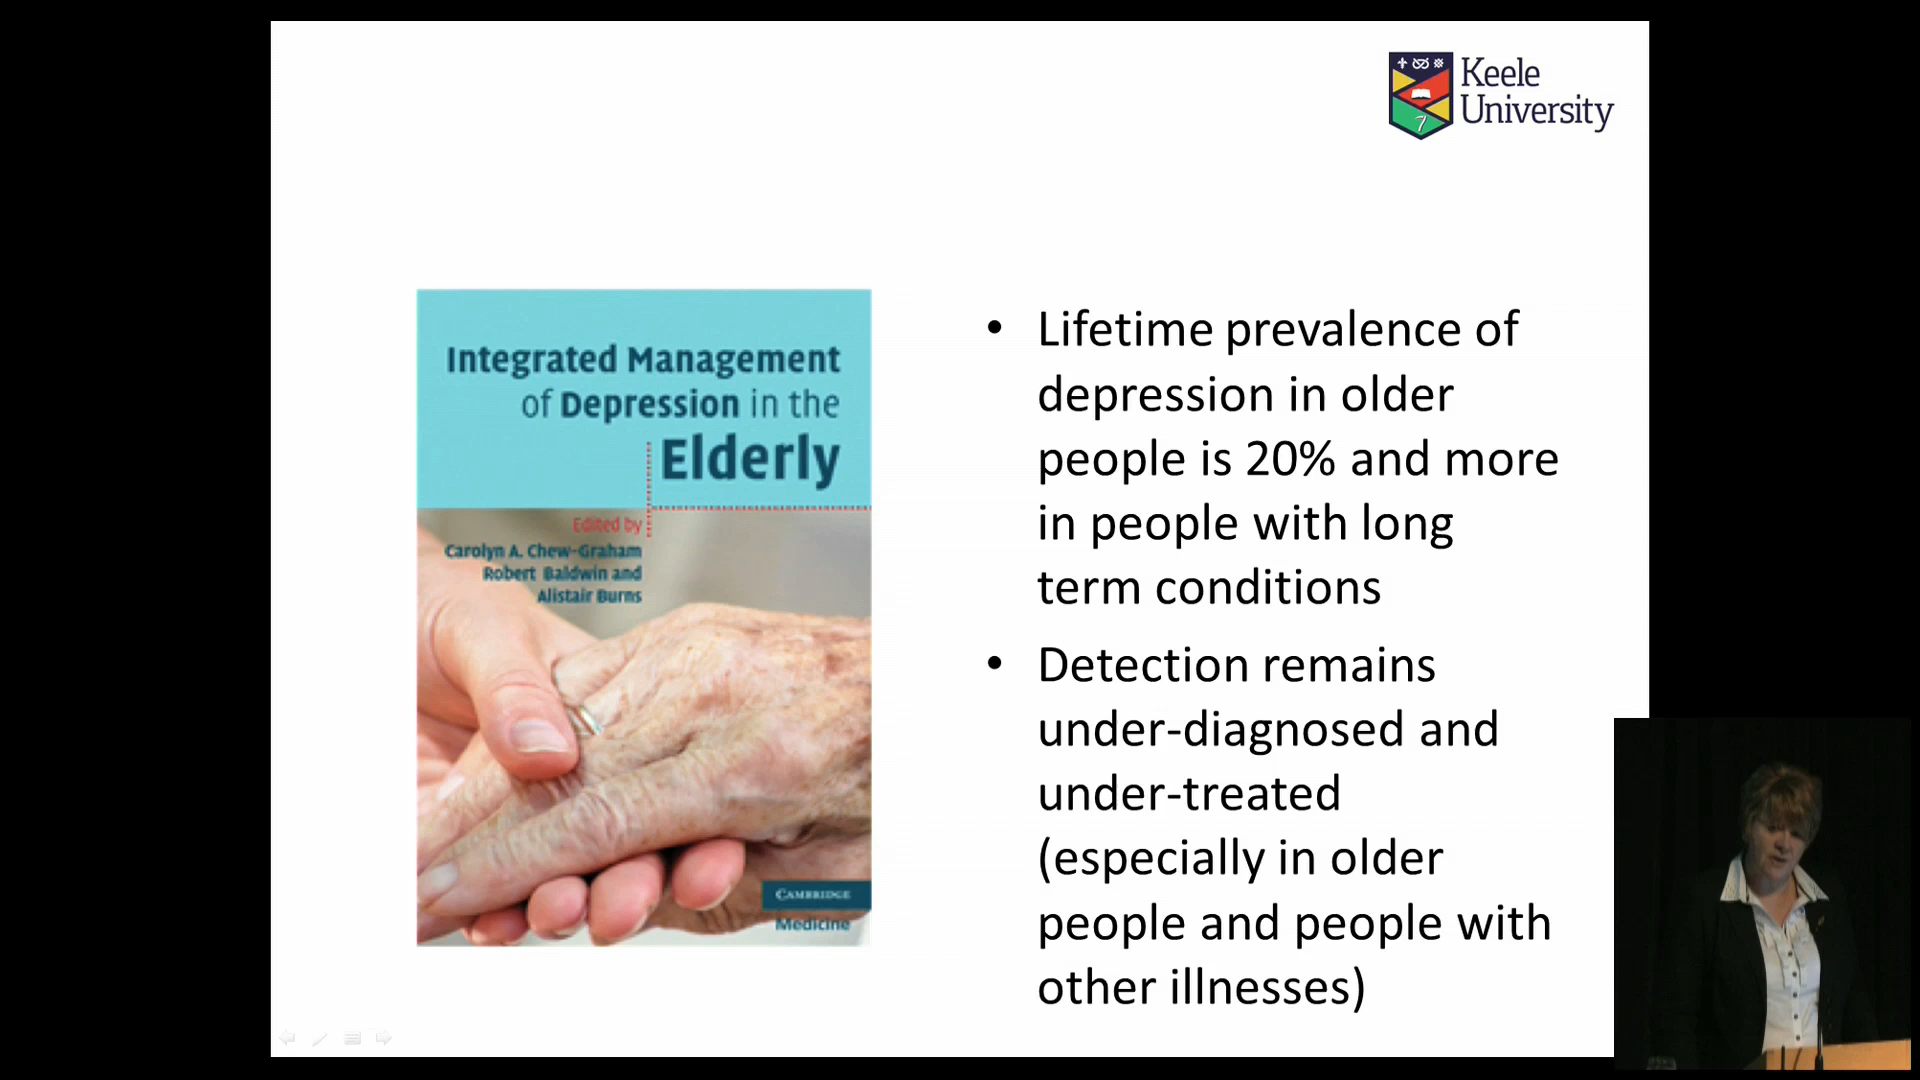 Keele
University
Integrated Management
of Depression in the
Elderly
Edited by
Carolyn A. Chew-Graham
Robert Baldwin and
Alistair Burns
CAMBRIDGE
Medicine
• Lifetime prevalence of
depression in older
people is 20% and more
in people with long
term conditions
• Detection remains
under-diagnosed and
under-treated
(especially in older
people and people with
other illnesses)